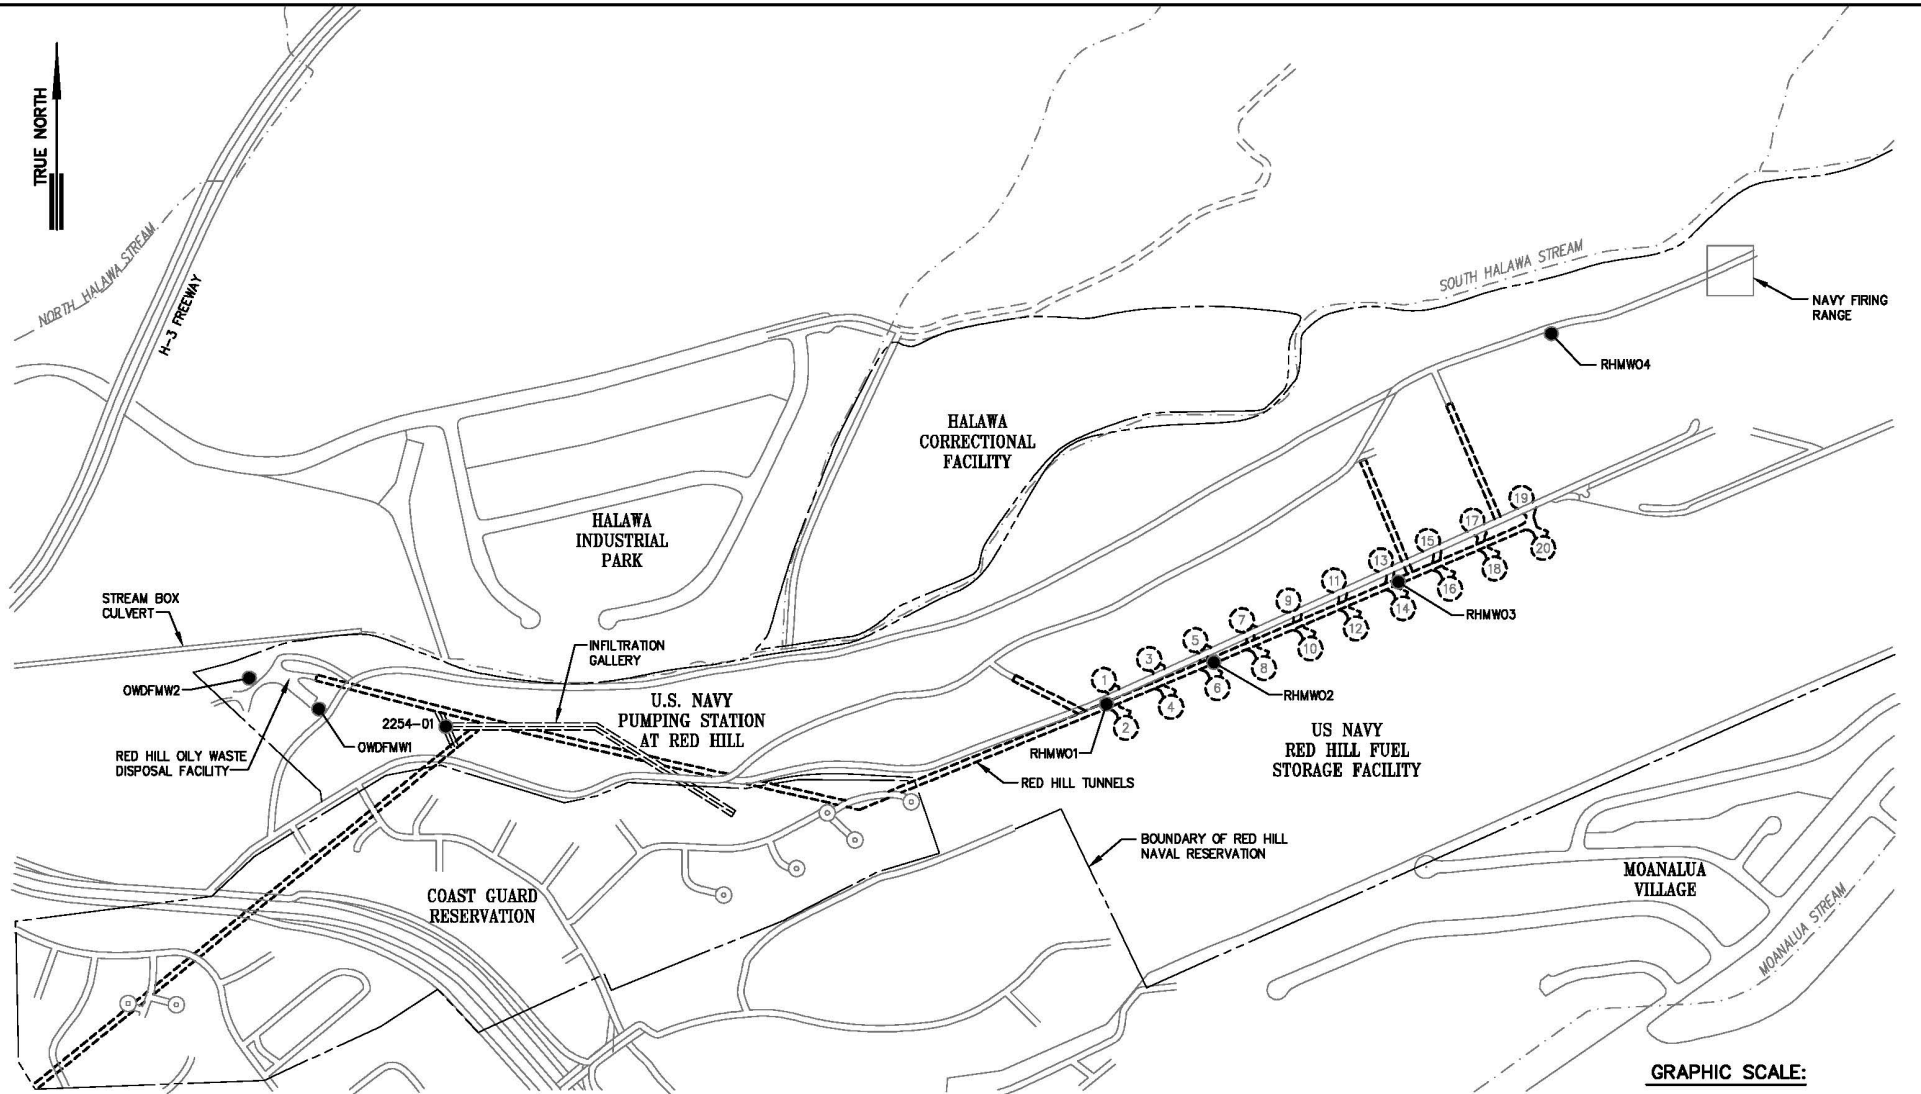 TRUE NORTH
NORTH HALAWA STREAM
H-3 FREEWAY
SOUTH HALAWA STREAM
NAVY FIRING
RANGE
RHMW04
HALAWA
CORRECTIONAL
FACILITY
HALAWA
INDUSTRIAL
PARK
STREAM BOX
CULVERT
INFILTRATION
GALLERY
OWDFMW2
2254-01
OWDFMW1
RED HILL OILY WASTE
DISPOSAL FACILITY
U.S. NAVY
PUMPING STATION
AT RED HILL
1
2
3
4
5
6
7
8
9
10
11
12
13
14
15
16
17
18
19
20
RHMW03
RHMW02
RHMW01
RED HILL TUNNELS
US NAVY
RED HILL FUEL
STORAGE FACILITY
BOUNDARY OF RED HILL
NAVAL RESERVATION
COAST GUARD
RESERVATION
MOANALUA
VILLAGE
MOANALUA STREAM
GRAPHIC SCALE: